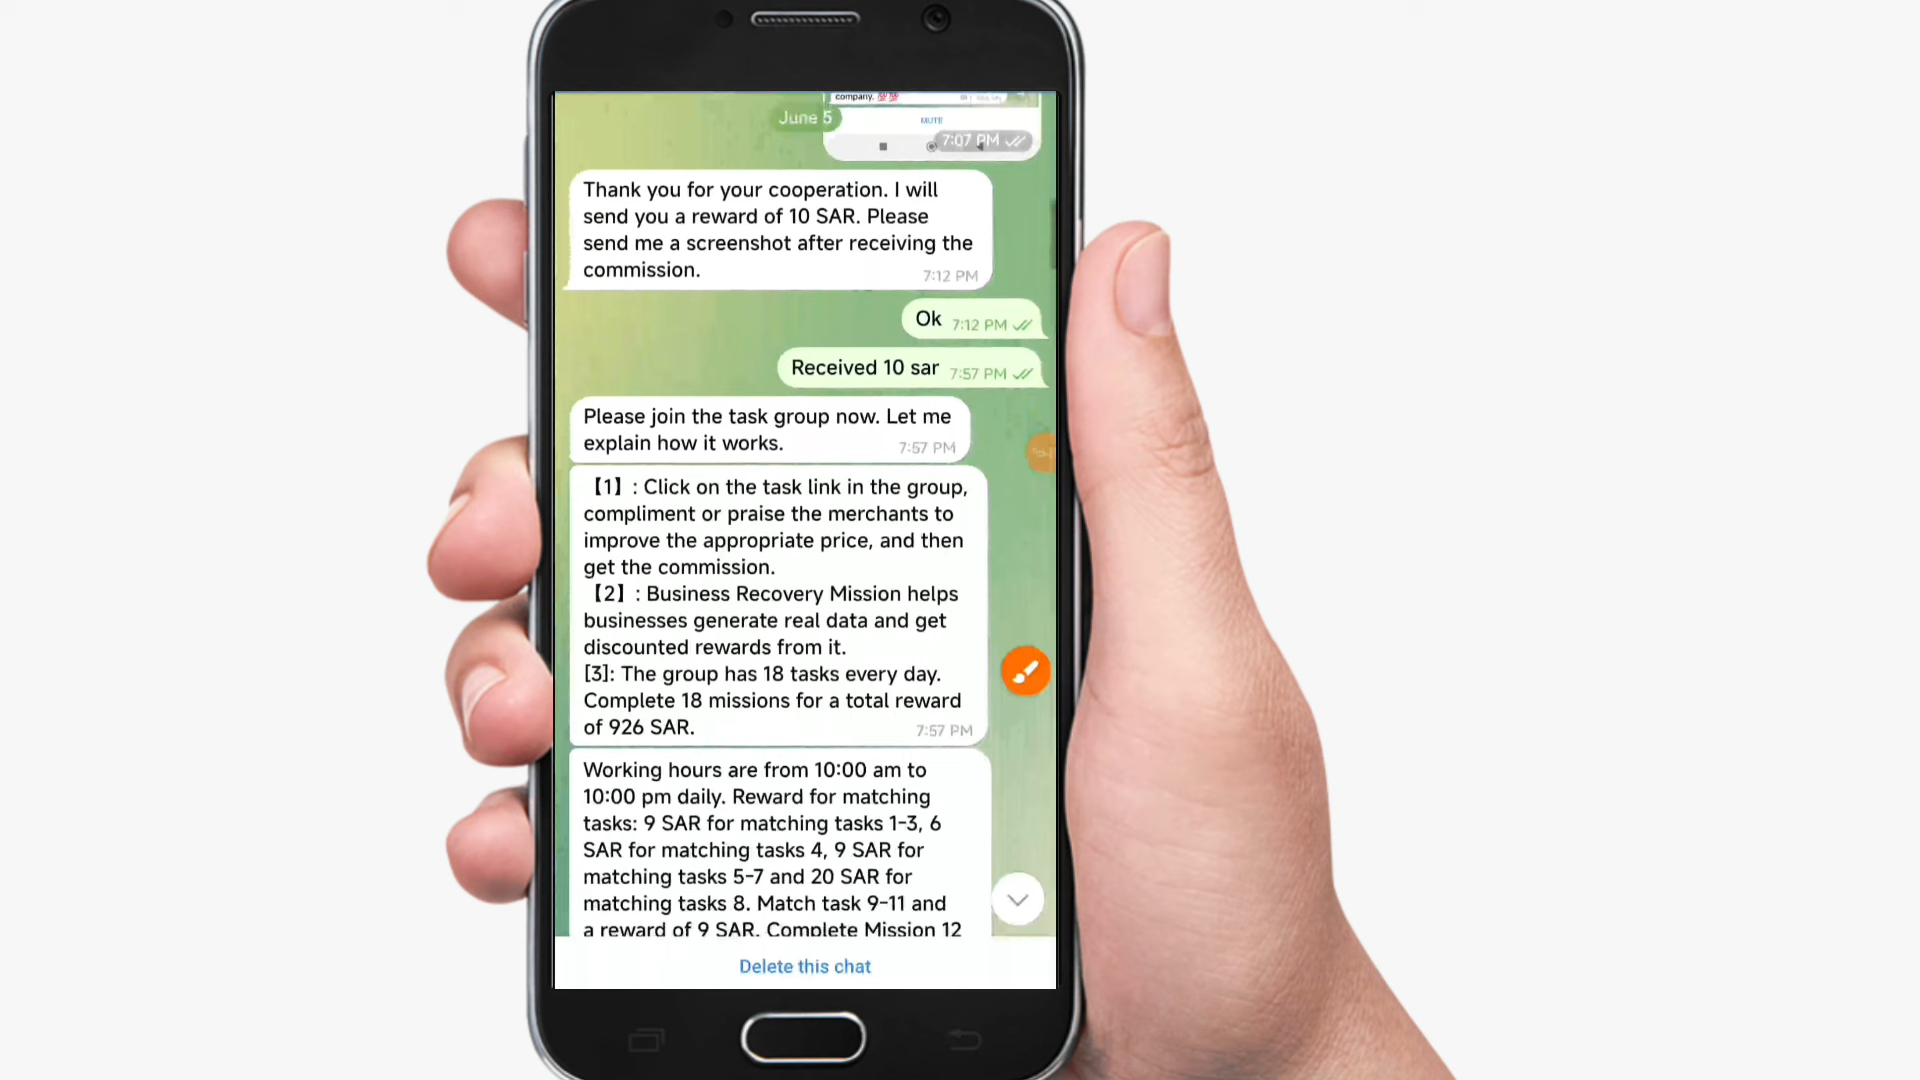 company. 💯💯
MUTE
June 5
7:07 PM
Thank you for your cooperation. I will
send you a reward of 10 SAR. Please
send me a screenshot after receiving the
commission.
7:12 PM
Ok 7:12 PM
Received 10 sar 7:57 PM
Please join the task group now. Let me
explain how it works.
7:57 PM
【1】: Click on the task link in the group,
compliment or praise the merchants to
improve the appropriate price, and then
get the commission.
【2】: Business Recovery Mission helps
businesses generate real data and get
discounted rewards from it.
[3]: The group has 18 tasks every day.
Complete 18 missions for a total reward
of 926 SAR.
7:57 PM
Working hours are from 10:00 am to
10:00 pm daily. Reward for matching
tasks: 9 SAR for matching tasks 1-3, 6
SAR for matching tasks 4, 9 SAR for
matching tasks 5-7 and 20 SAR for
matching tasks 8. Match task 9-11 and
a reward of 9 SAR. Complete Mission 12
Delete this chat